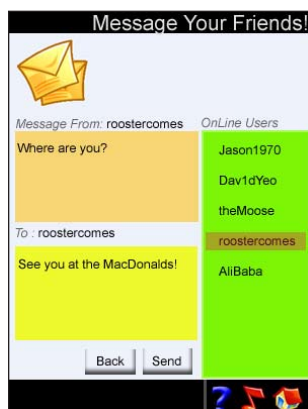 Message Your Friends!
Message From: roostercomes
Where are you?
To : roostercomes
See you at the MacDonalds!
Back
Send
OnLine Users
Jason1970
Dav1dYeo
theMoose
roostercomes
AliBaba
?